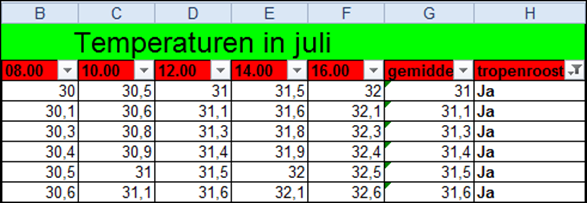 B C D E F G H
Temperaturen in juli
08.00 10.00 12.00 14.00 16.00 gemidde tropenroost
30 30,5 31 31,5 32 31 Ja
30,1 30,6 31,1 31,6 32,1 31,1 Ja
30,3 30,8 31,3 31,8 32,3 31,3 Ja
30,4 30,9 31,4 31,9 32,4 31,4 Ja
30,5 31 31,5 32 32,5 31,5 Ja
30,6 31,1 31,6 32,1 32,6 31,6 Ja